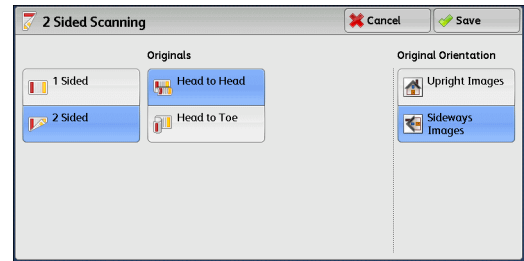 2 Sided Scanning
Cancel
Save
Originals
Original Orientation
1 Sided
Head to Head
Upright Images
2 Sided
Head to Toe
Sideways
Images